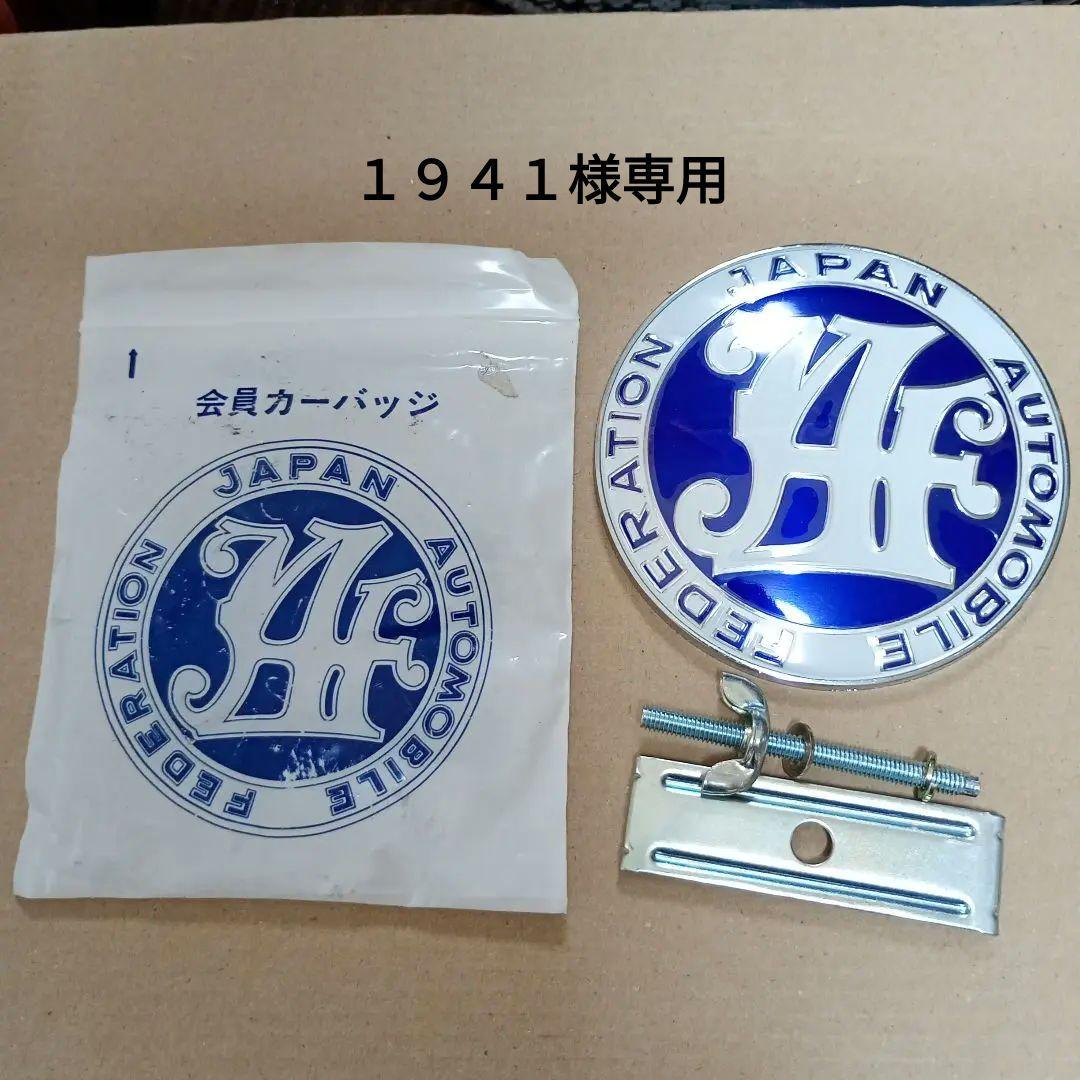 １９４１様専用
↑
会員カーバッジ
JAPAN AUTOMOBILE FEDERATION
JAF
JAPAN AUTOMOBILE FEDERATION
JAF